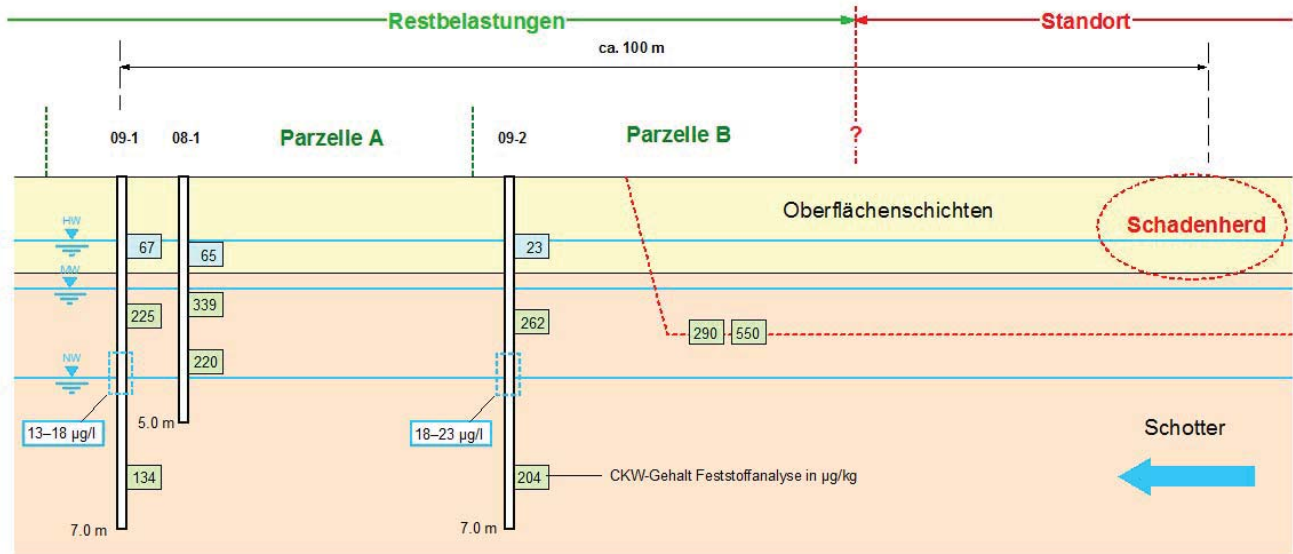 Restbelastungen
Standort
ca. 100 m
09-1
08-1
Parzelle A
09-2
Parzelle B
?
Oberflächenschichten
Schadenherd
HW
67
65
23
MW
225
339
262
290
550
220
NW
13–18 µg/l
5.0 m
18–23 µg/l
Schotter
134
204
CKW-Gehalt Feststoffanalyse in µg/kg
7.0 m
7.0 m